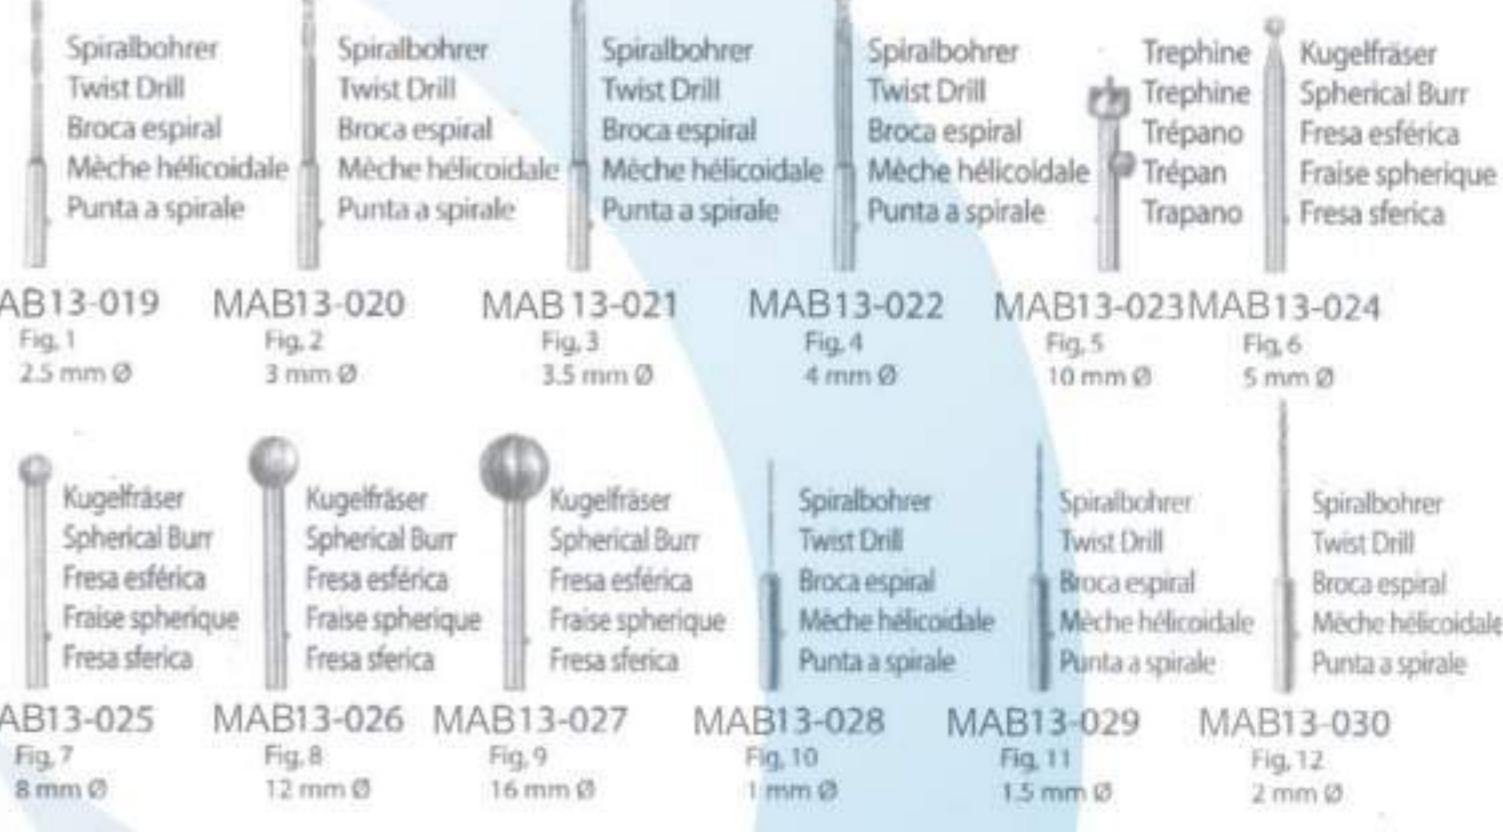 Spiralbohrer
Twist Drill
Broca espiral
Mèche hélicoidale
Punta a spirale
AB13-019
Fig, 1
2.5 mm Ø
Spiralbohrer
Twist Drill
Broca espiral
Mèche hélicoidale
Punta a spirale
MAB13-020
Fig, 2
3 mm Ø
Spiralbohrer
Twist Drill
Broca espiral
Mèche hélicoidale
Punta a spirale
MAB13-021
Fig, 3
3.5 mm Ø
Spiralbohrer
Twist Drill
Broca espiral
Mèche hélicoidale
Punta a spirale
MAB13-022
Fig, 4
4 mm Ø
Trephine
Trephine
Trépano
Trépan
Trapano
MAB13-023
Fig, 5
10 mm Ø
Kugelfräser
Spherical Burr
Fresa esférica
Fraise spherique
Fresa sferica
MAB13-024
Fig, 6
5 mm Ø
Kugelfräser
Spherical Burr
Fresa esférica
Fraise spherique
Fresa sferica
AB13-025
Fig, 7
8 mm Ø
Kugelfräser
Spherical Burr
Fresa esférica
Fraise spherique
Fresa sferica
MAB13-026
Fig, 8
12 mm Ø
Kugelfräser
Spherical Burr
Fresa esférica
Fraise spherique
Fresa sferica
MAB13-027
Fig, 9
16 mm Ø
Spiralbohrer
Twist Drill
Broca espiral
Mèche hélicoidale
Punta a spirale
MAB13-028
Fig, 10
1 mm Ø
Spiralbohrer
Twist Drill
Broca espiral
Mèche hélicoidale
Punta a spirale
MAB13-029
Fig, 11
1.5 mm Ø
Spiralbohrer
Twist Drill
Broca espiral
Mèche hélicoidale
Punta a spirale
MAB13-030
Fig, 12
2 mm Ø